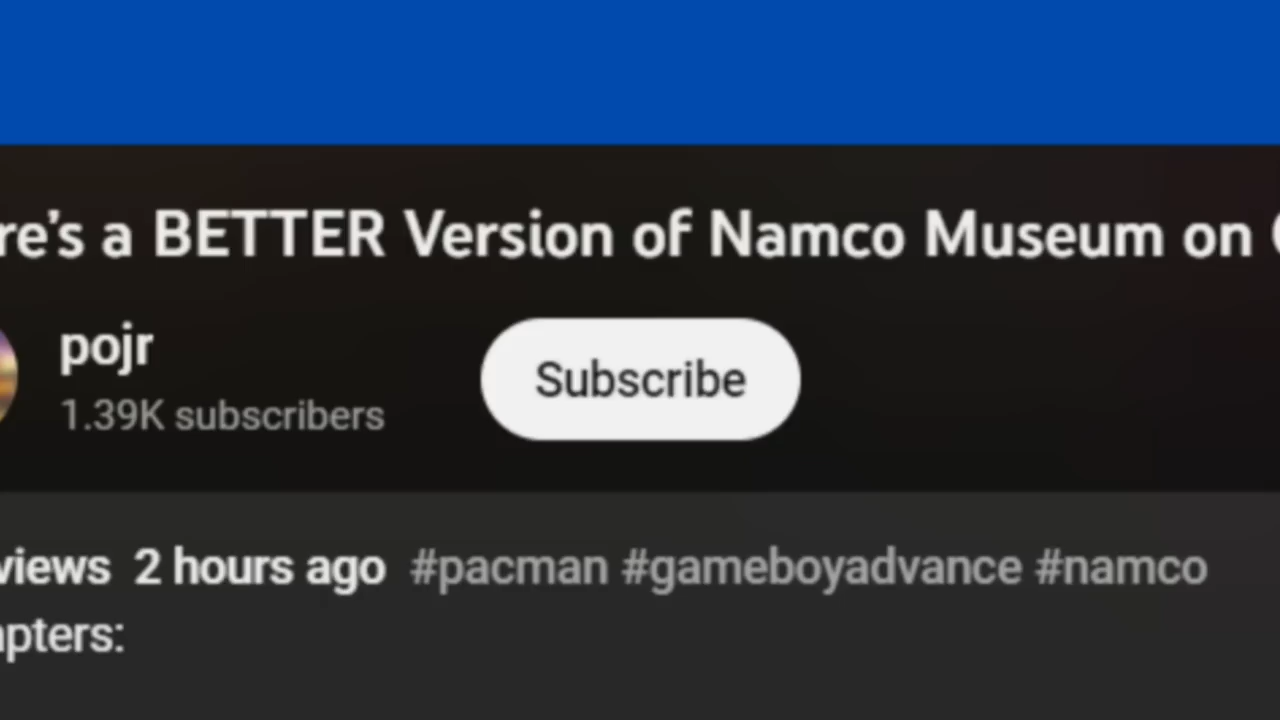 re's a BETTER Version of Namco Museum on
pojr
Subscribe
1.39K subscribers
views 2 hours ago #pacman #gameboyadvance #namco
apters: